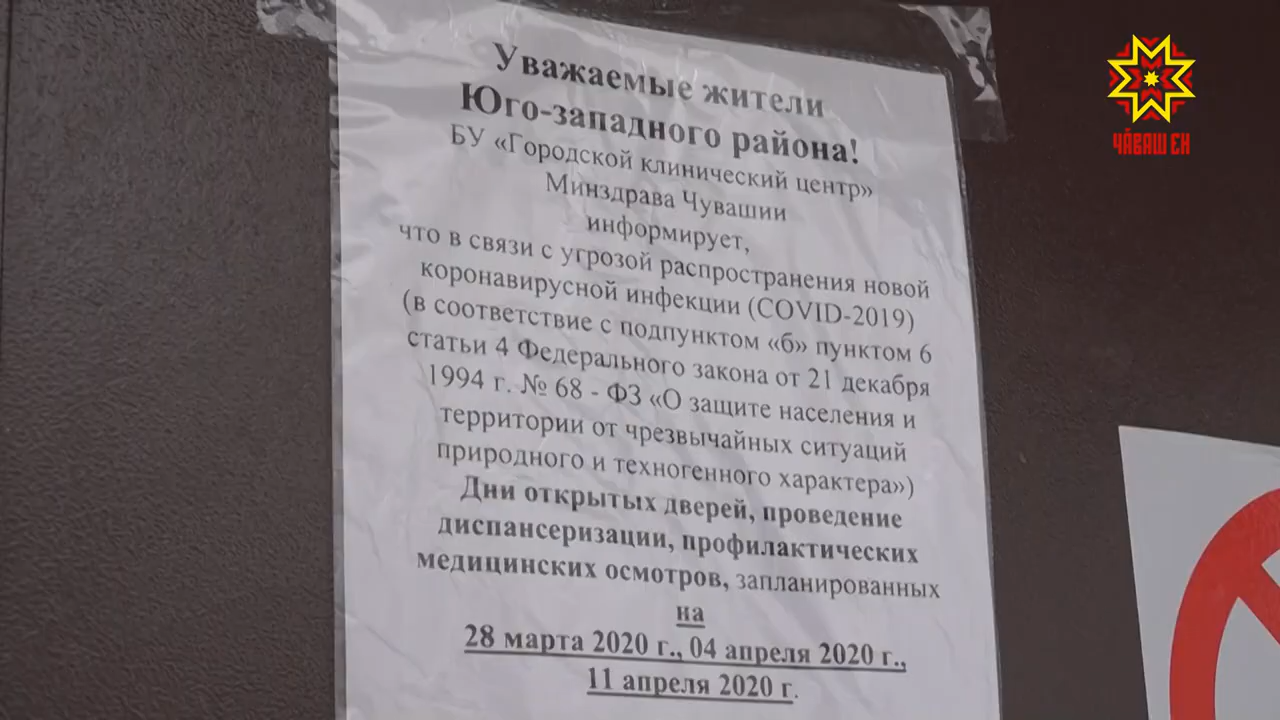 Уважаемые жители
Юго-западного района!
БУ «Городской клинический центр»
Минздрава Чувашии
информирует,
что в связи с угрозой распространения новой
коронавирусной инфекции (COVID-2019)
(в соответствие с подпунктом «б» пунктом 6
статьи 4 Федерального закона от 21 декабря
1994 г. № 68 - ФЗ «О защите населения и
территории от чрезвычайных ситуаций
природного и техногенного характера»)
Дни открытых дверей, проведение
диспансеризации, профилактических
медицинских осмотров, запланированных
на
28 марта 2020 г., 04 апреля 2020 г.,
11 апреля 2020 г.
ЧӐВАШ ЕН